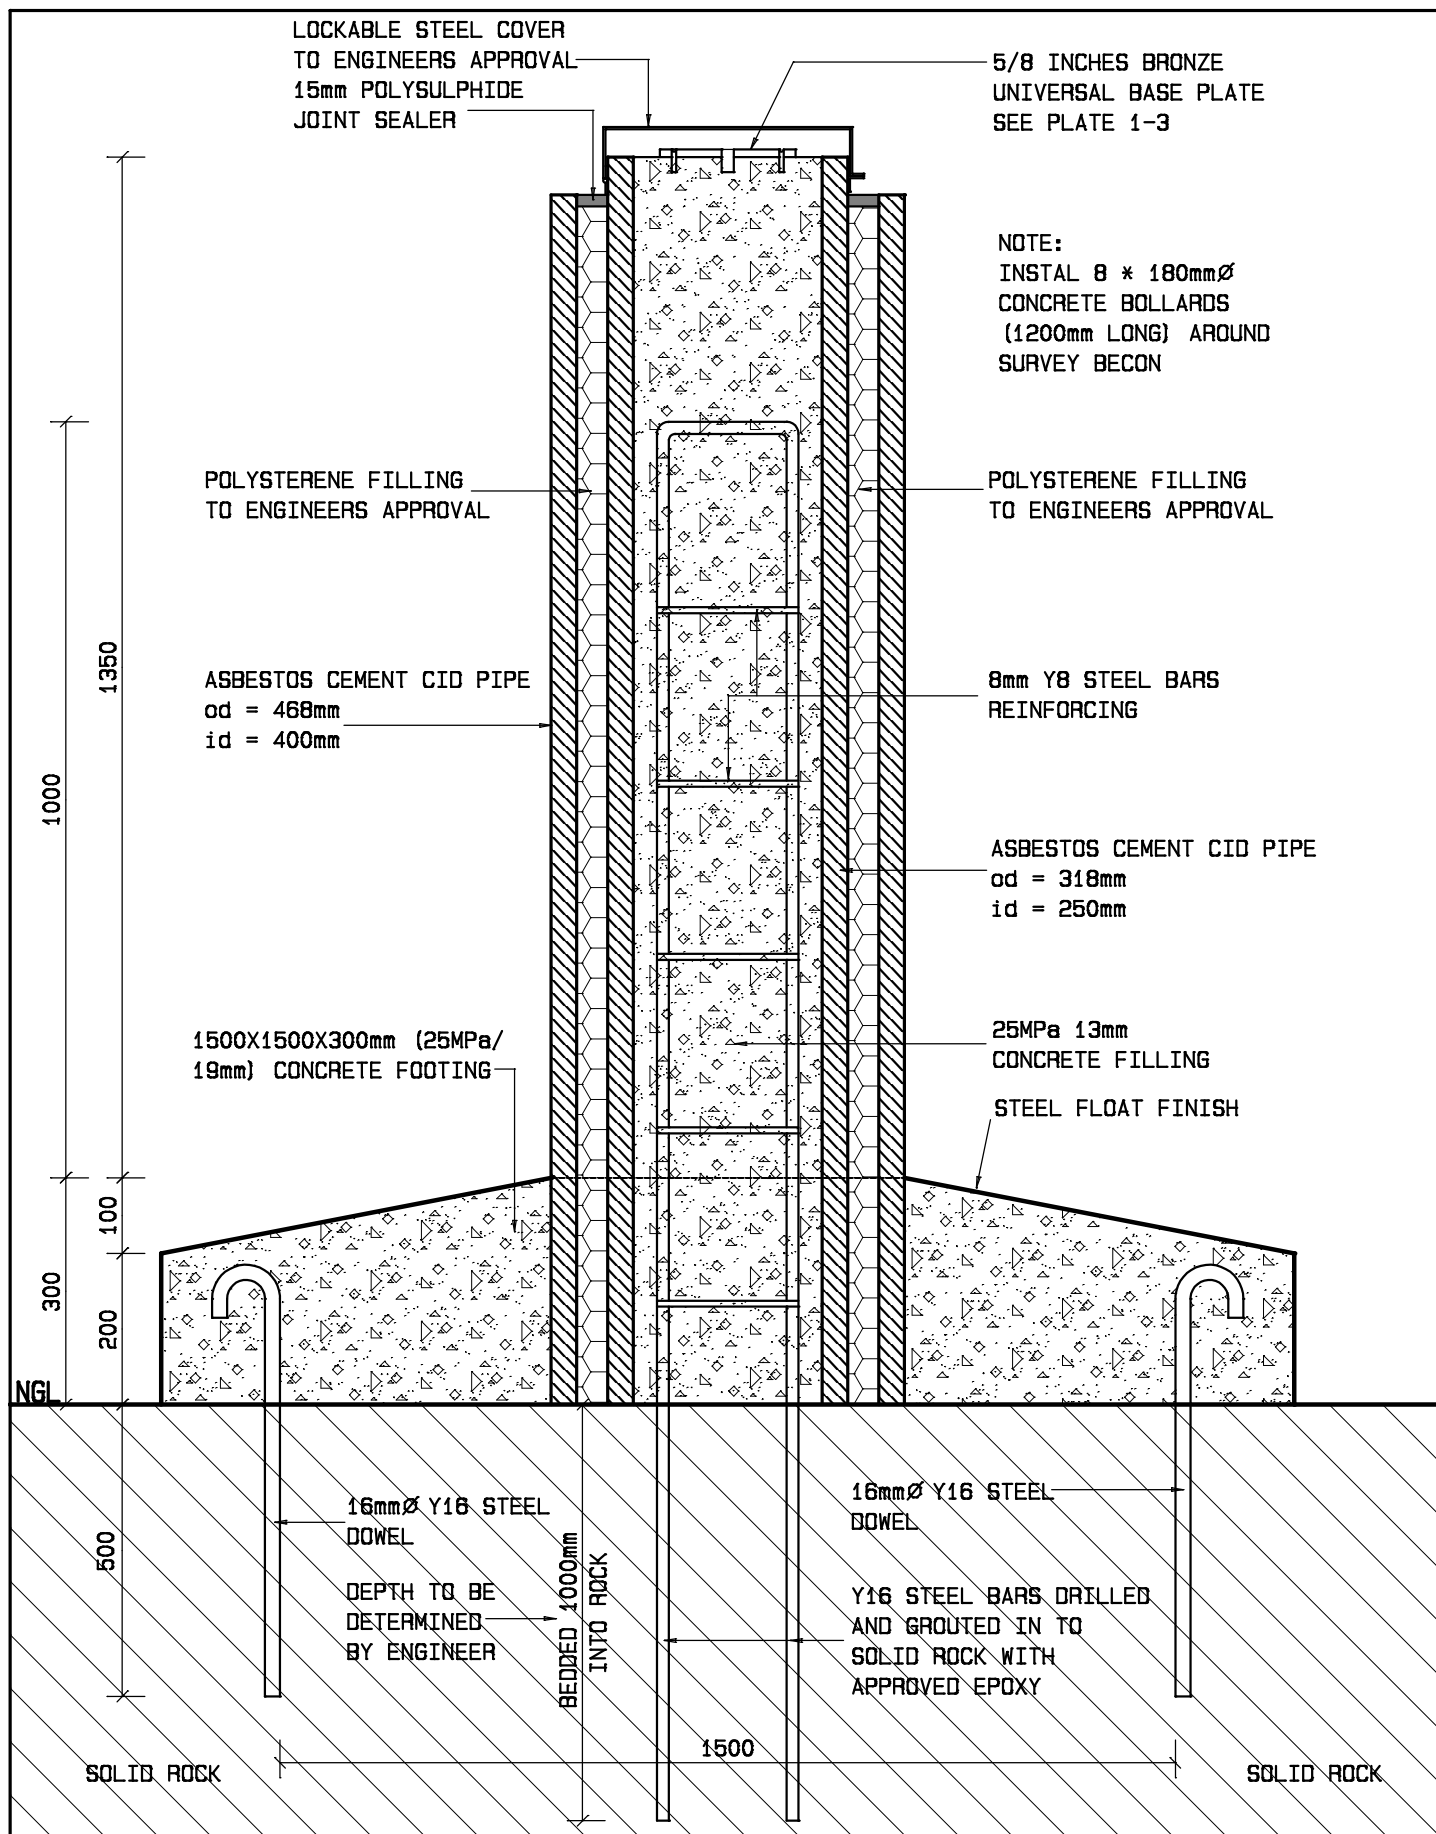 LOCKABLE STEEL COVER
TO ENGINEERS APPROVAL
15mm POLYSULPHIDE
JOINT SEALER
5/8 INCHES BRONZE
UNIVERSAL BASE PLATE
SEE PLATE 1-3
NOTE:
INSTAL 8 * 180mmØ
CONCRETE BOLLARDS
(1200mm LONG) AROUND
SURVEY BECON
POLYSTERENE FILLING
TO ENGINEERS APPROVAL
POLYSTERENE FILLING
TO ENGINEERS APPROVAL
1350
ASBESTOS CEMENT CID PIPE
od = 468mm
id = 400mm
8mm Y8 STEEL BARS
REINFORCING
1000
ASBESTOS CEMENT CID PIPE
od = 318mm
id = 250mm
1500X1500X300mm (25MPa/
19mm) CONCRETE FOOTING
25MPa 13mm
CONCRETE FILLING
STEEL FLOAT FINISH
100
300
200
NGL
500
16mmØ Y16 STEEL
DOWEL
16mmØ Y16 STEEL
DOWEL
DEPTH TO BE
DETERMINED
BY ENGINEER
BEDDED 1000mm
INTO ROCK
Y16 STEEL BARS DRILLED
AND GROUTED IN TO
SOLID ROCK WITH
APPROVED EPOXY
1500
SOLID ROCK
SOLID ROCK